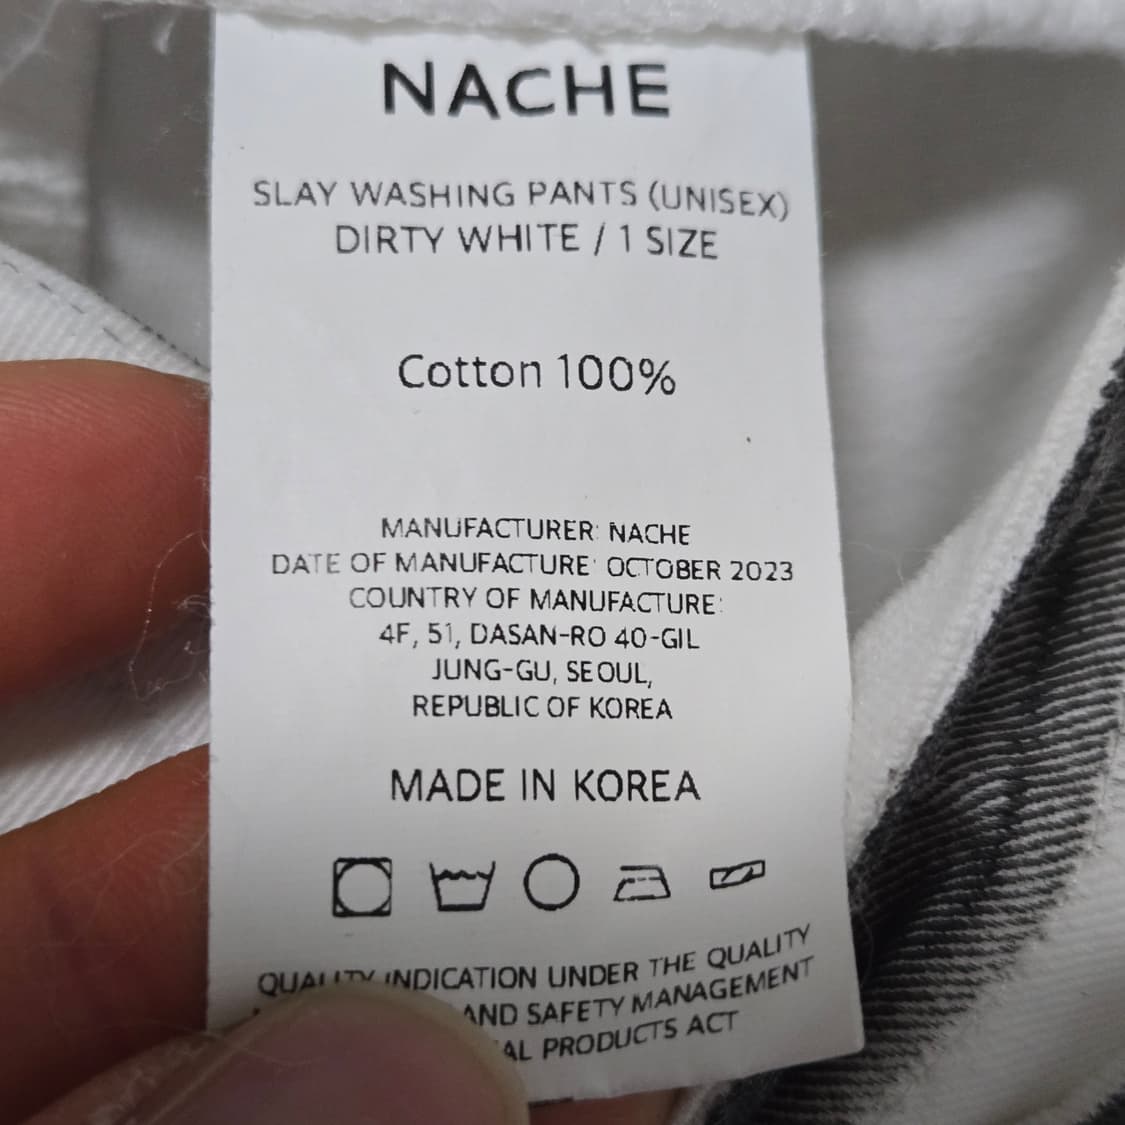 NACHE
SLAY WASHING PANTS (UNISEX)
DIRTY WHITE / 1 SIZE
Cotton 100%
MANUFACTURER: NACHE
DATE OF MANUFACTURE: OCTOBER 2023
COUNTRY OF MANUFACTURE:
4F, 51, DASAN-RO 40-GIL
JUNG-GU, SEOUL,
REPUBLIC OF KOREA
MADE IN KOREA
QUALITY INDICATION UNDER THE QUALITY
AND SAFETY MANAGEMENT
PRODUCTS ACT